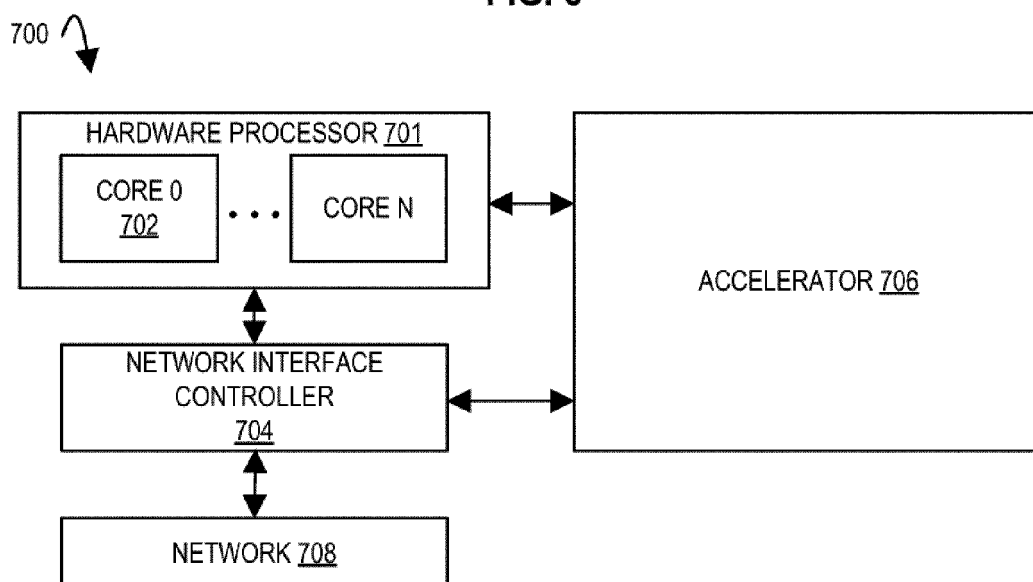 700
HARDWARE PROCESSOR 701
CORE 0
702
...
CORE N
ACCELERATOR 706
NETWORK INTERFACE
CONTROLLER
704
NETWORK 708